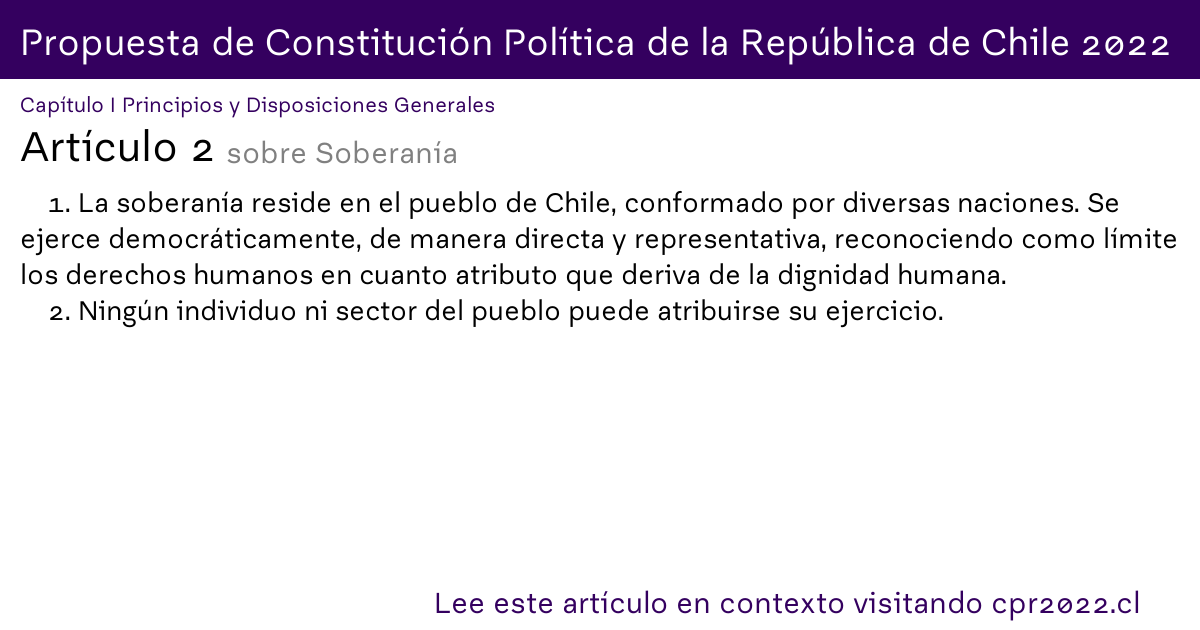 Propuesta de Constitución Política de la República de Chile 2022
Capítulo I Principios y Disposiciones Generales
Artículo 2 sobre Soberanía
1. La soberanía reside en el pueblo de Chile, conformado por diversas naciones. Se
ejerce democráticamente, de manera directa y representativa, reconociendo como límite
los derechos humanos en cuanto atributo que deriva de la dignidad humana.
2. Ningún individuo ni sector del pueblo puede atribuirse su ejercicio.
Lee este artículo en contexto visitando cpr2022.cl